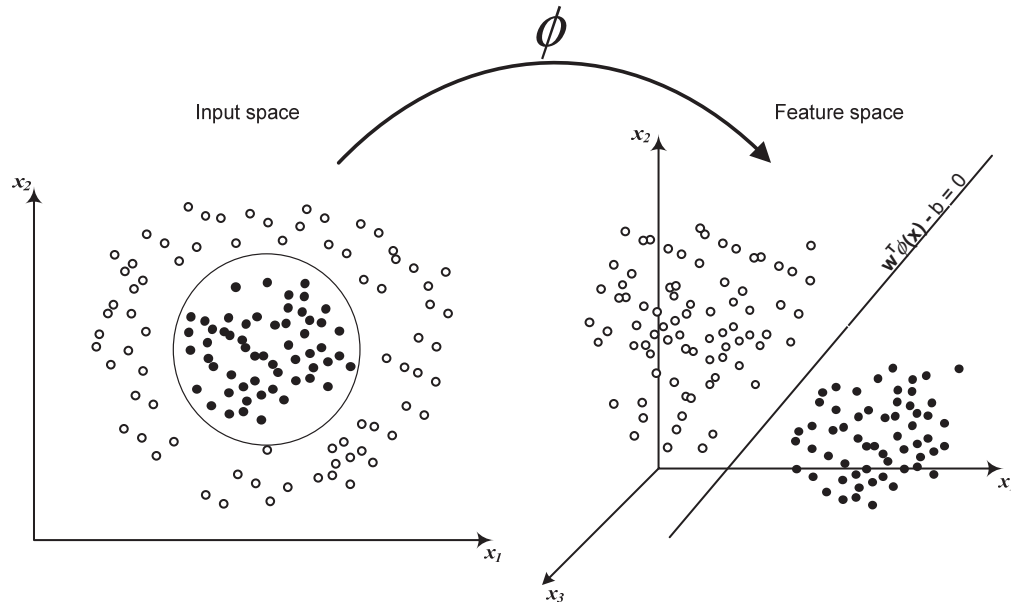 ϕ
Input space
Feature space
x₂
x₁
x₂
wᵀϕ(x) - b = 0
x
x₃